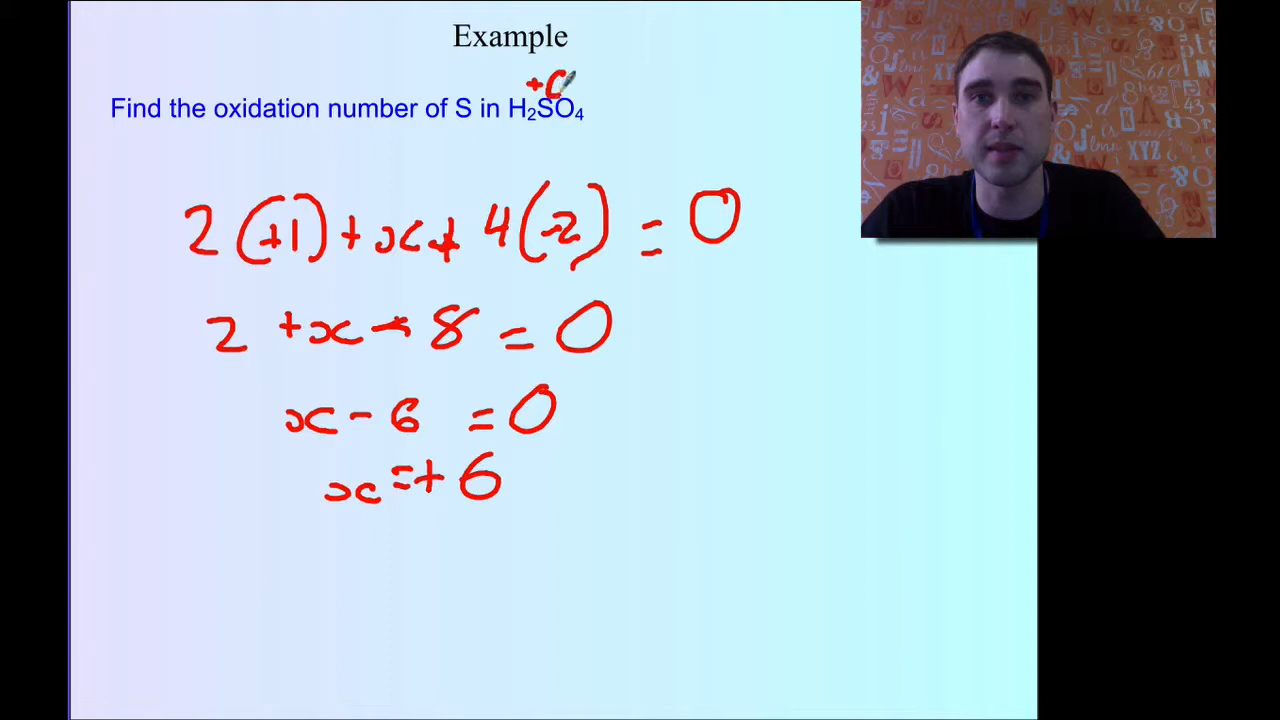 Example
Find the oxidation number of S in H₂SO₄
2(+1)+x+4(-2)=0
2+x-8=0
x-6=0
x=+6